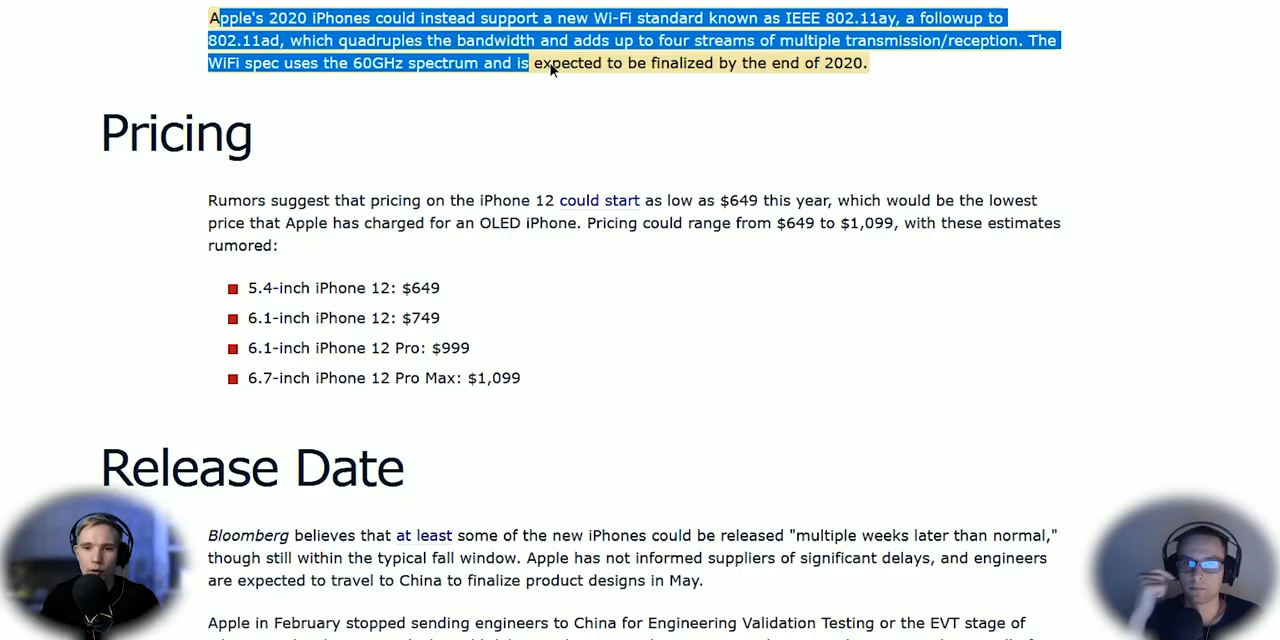 Apple's 2020 iPhones could instead support a new Wi-Fi standard known as IEEE 802.11ay, a followup to
802.11ad, which quadruples the bandwidth and adds up to four streams of multiple transmission/reception. The
WiFi spec uses the 60GHz spectrum and is expected to be finalized by the end of 2020.
Pricing
Rumors suggest that pricing on the iPhone 12 could start as low as $649 this year, which would be the lowest
price that Apple has charged for an OLED iPhone. Pricing could range from $649 to $1,099, with these estimates
rumored:
5.4-inch iPhone 12: $649
6.1-inch iPhone 12: $749
6.1-inch iPhone 12 Pro: $999
6.7-inch iPhone 12 Pro Max: $1,099
Release Date
Bloomberg believes that at least some of the new iPhones could be released "multiple weeks later than normal,"
though still within the typical fall window. Apple has not informed suppliers of significant delays, and engineers
are expected to travel to China to finalize product designs in May.
Apple in February stopped sending engineers to China for Engineering Validation Testing or the EVT stage of